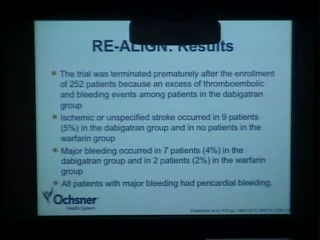 RE-ALIGN: Results
The trial was terminated prematurely after the enrollment
of 252 patients because an excess of thromboembolic
and bleeding events among patients in the dabigatran
group
Ischemic or unspecified stroke occurred in 9 patients
(5%) in the dabigatran group and in no patients in the
warfarin group
Major bleeding occurred in 7 patients (4%) in the
dabigatran group and in 2 patients (2%) in the warfarin
group
All patients with major bleeding had pericardial bleeding.
Ochsner
Health System